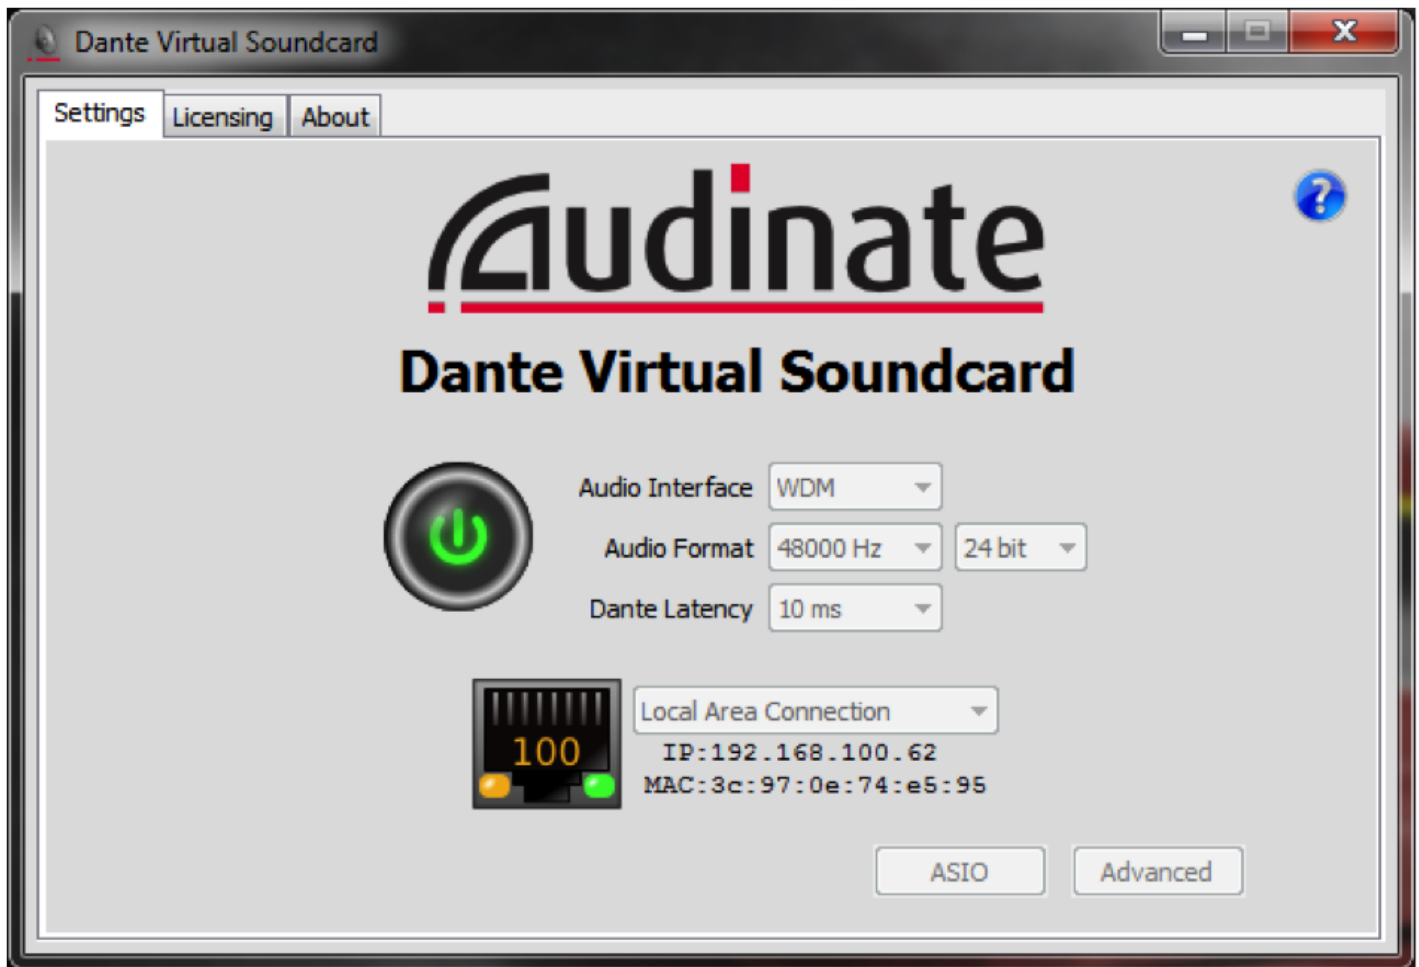 Dante Virtual Soundcard
X
Settings Licensing About
?
Audinate
Dante Virtual Soundcard
Audio Interface WDM
Audio Format 48000 Hz 24 bit
Dante Latency 10 ms
Local Area Connection
100
IP:192.168.100.62
MAC:3c:97:0e:74:e5:95
ASIO Advanced